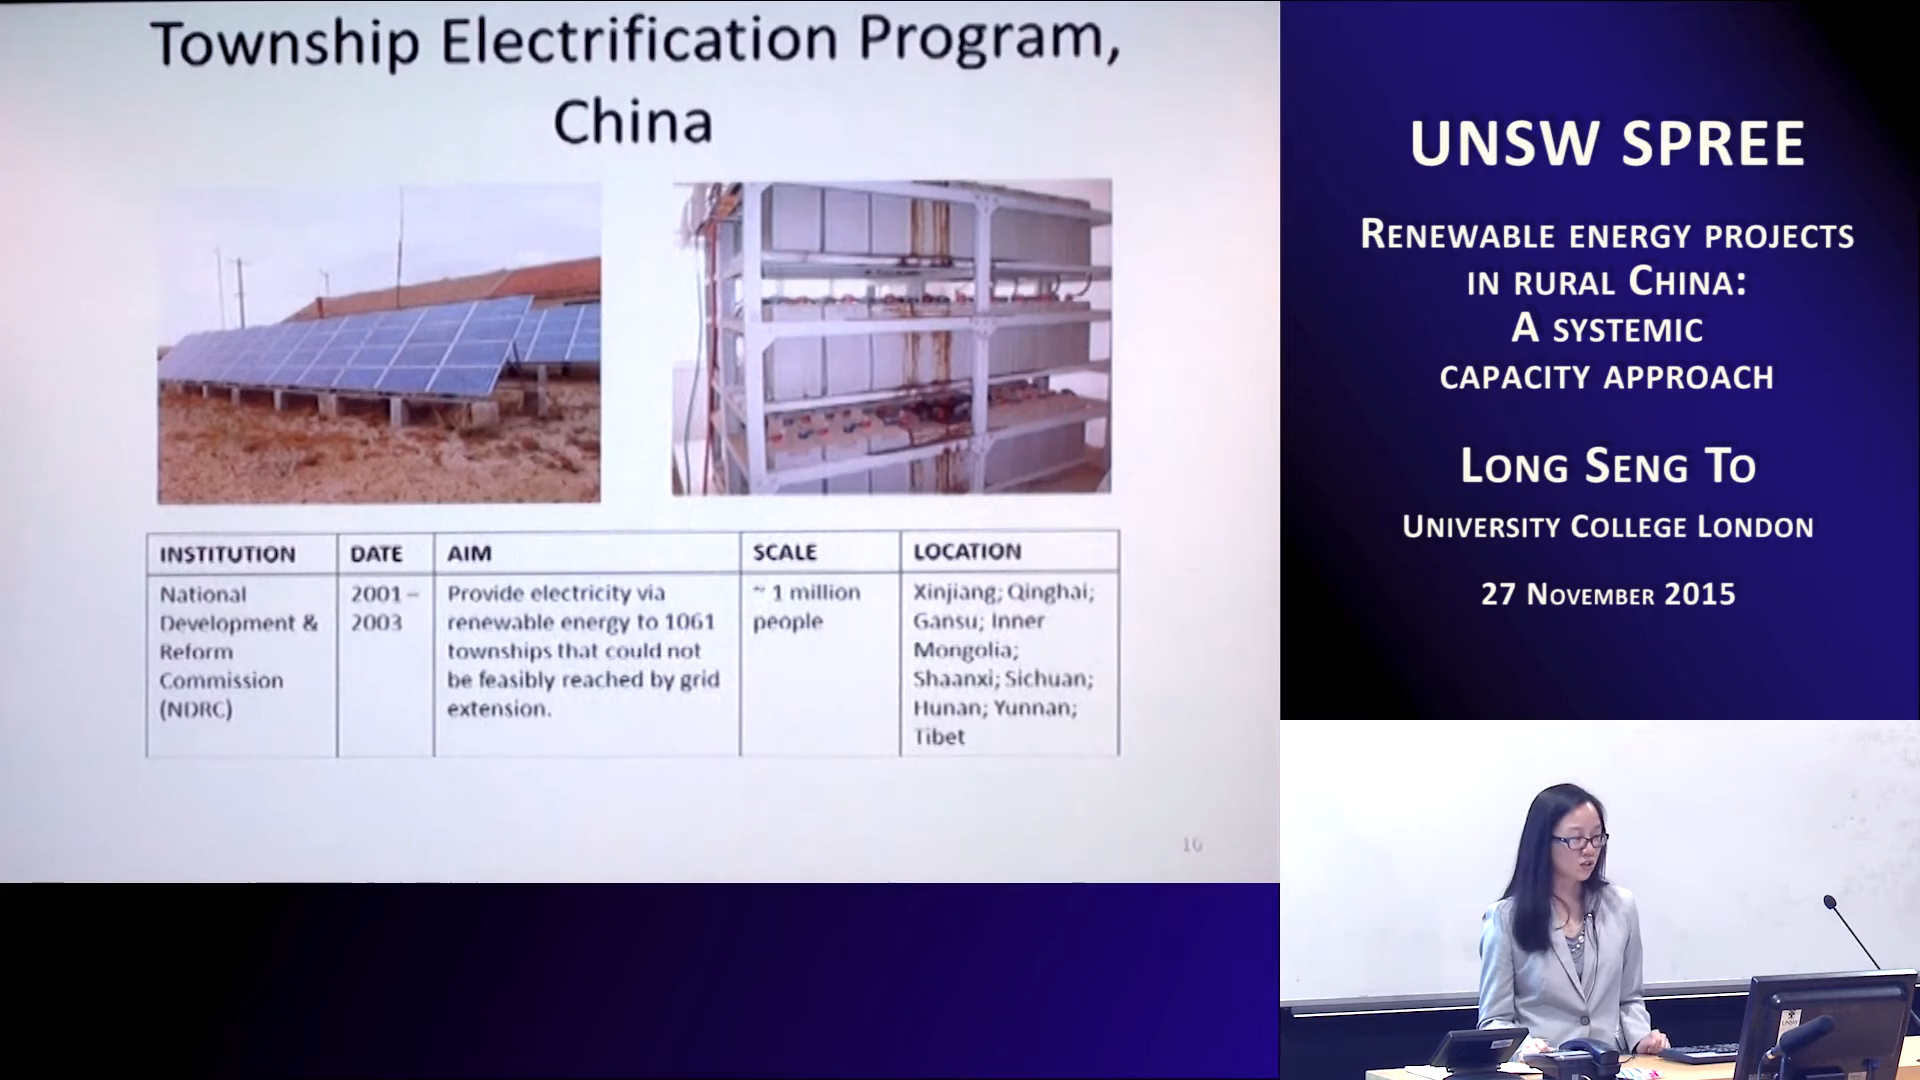 Township Electrification Program,
China
INSTITUTION
DATE
AIM
SCALE
LOCATION
National
Development &
Reform
Commission
(NDRC)
2001 –
2003
Provide electricity via
renewable energy to 1061
townships that could not
be feasibly reached by grid
extension.
~ 1 million
people
Xinjiang; Qinghai;
Gansu; Inner
Mongolia;
Shaanxi; Sichuan;
Hunan; Yunnan;
Tibet
16
UNSW SPREE
RENEWABLE ENERGY PROJECTS
IN RURAL CHINA:
A SYSTEMIC
CAPACITY APPROACH
LONG SENG TO
UNIVERSITY COLLEGE LONDON
27 NOVEMBER 2015
UNSW